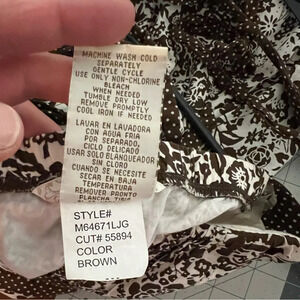 MACHINE WASH COLD
SEPARATELY
GENTLE CYCLE
USE ONLY NON-CHLORINE
BLEACH
WHEN NEEDED
TUMBLE DRY LOW
REMOVE PROMPTLY
COOL IRON IF NEEDED
LAVAR EN LAVADORA
CON AGUA FRIA
POR SEPARADO,
CICLO DELICADO
USAR SOLO BLANQUEADOR
SIN CLORO
CUANDO SE NECESITE
SECAR EN BAJA
TEMPERATURA
REMOVER PRONTO
PLANCHA
STYLE#
M64671LJG
CUT# 55894
COLOR
BROWN